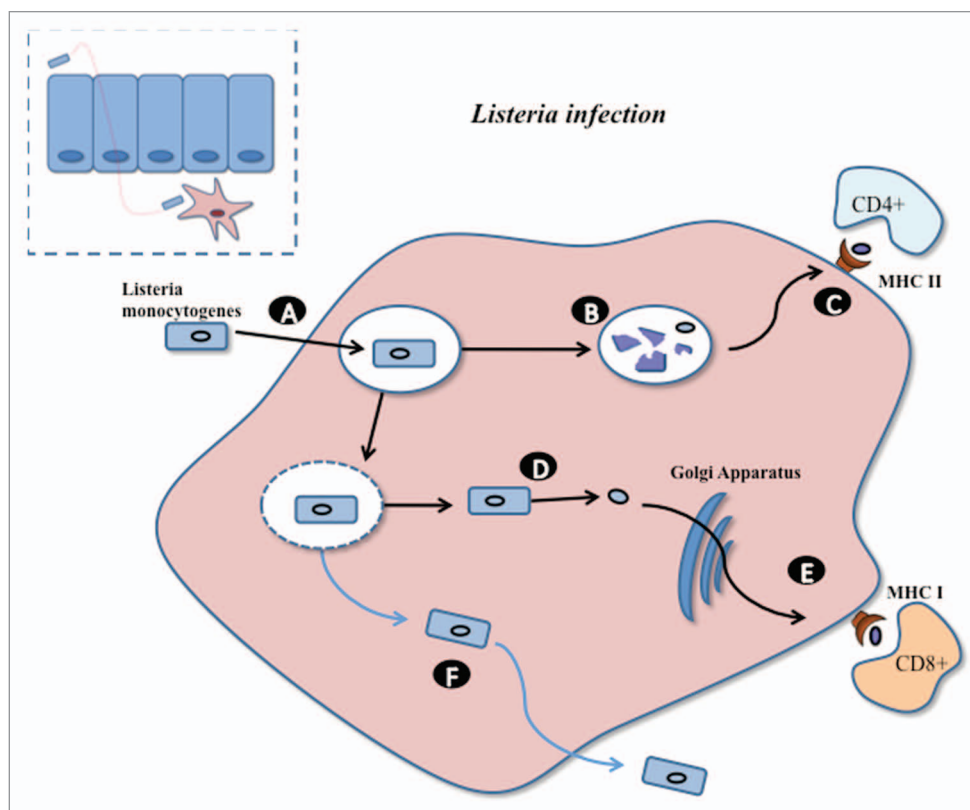 Listeria infection
CD4+
MHC II
Listeria
monocytogenes
A
B
C
D
Golgi Apparatus
E
MHC I
CD8+
F